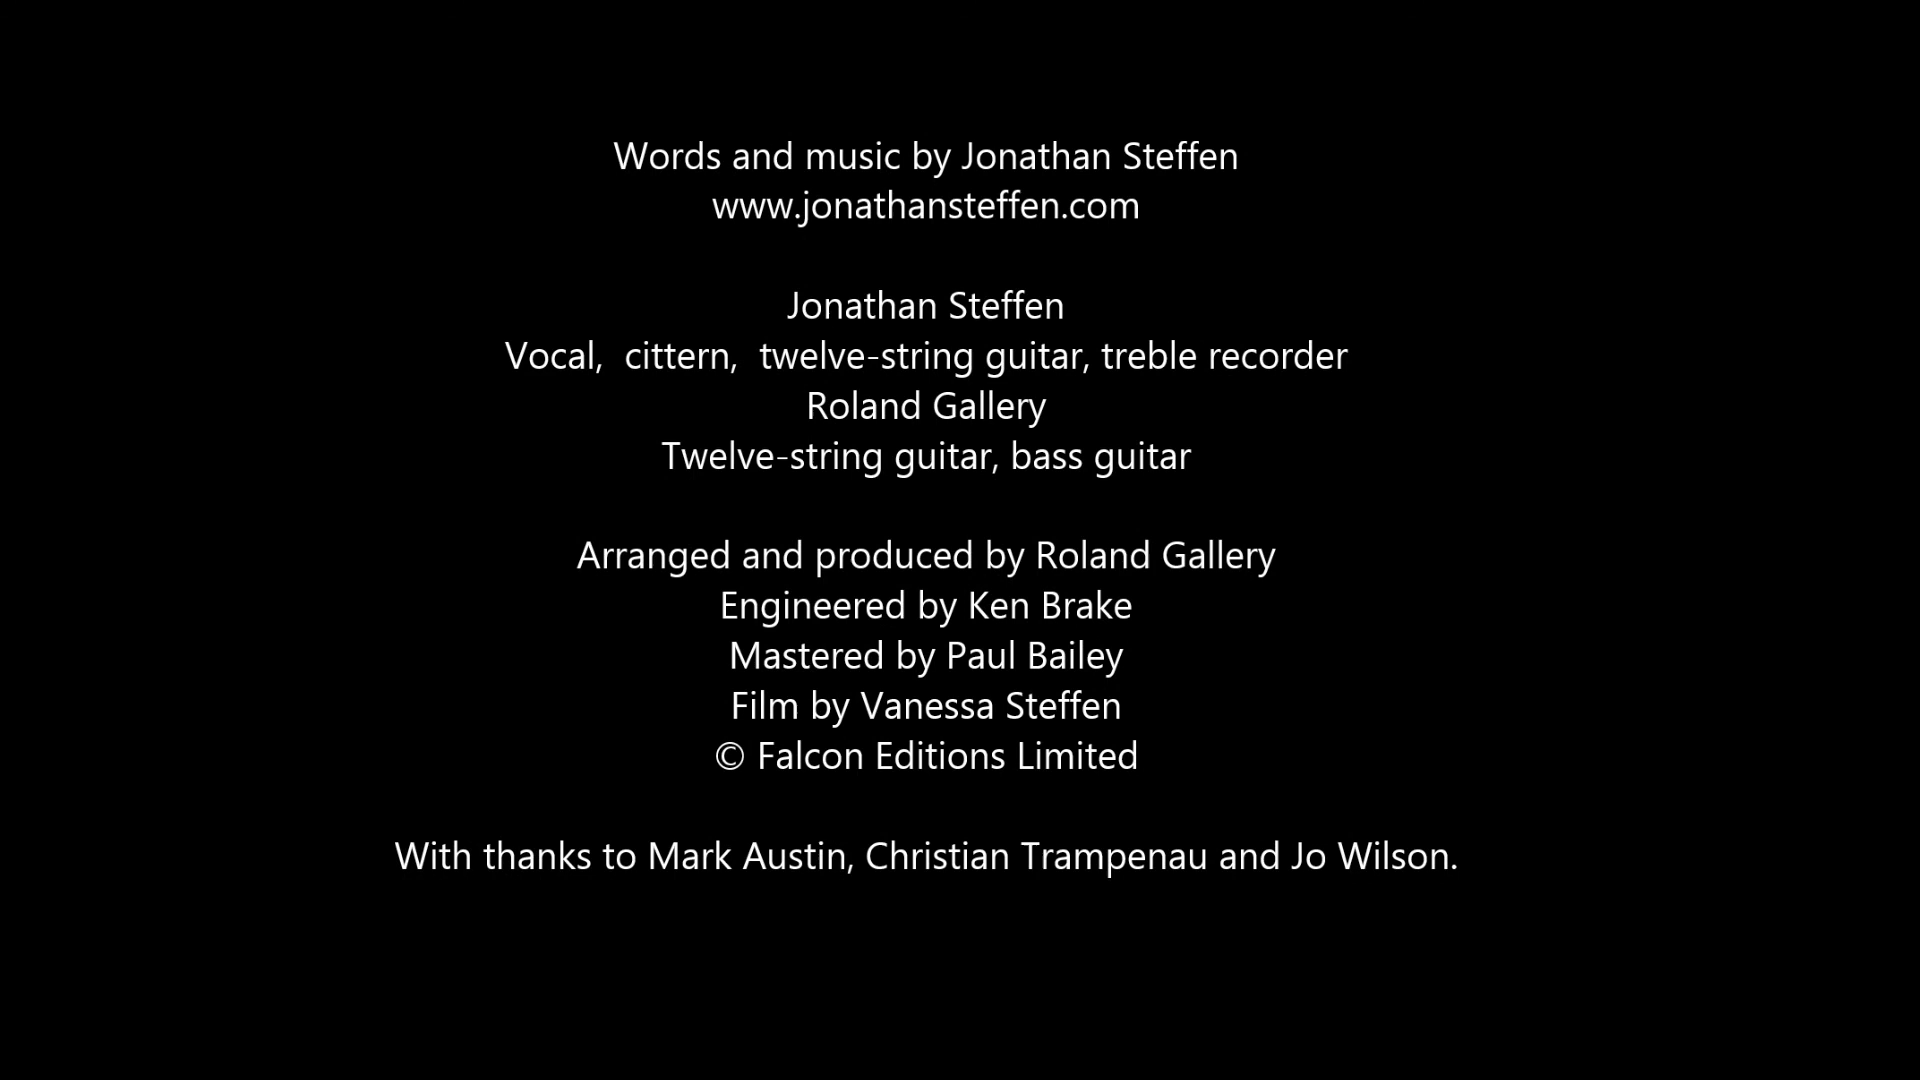 Words and music by Jonathan Steffen
www.jonathansteffen.com
Jonathan Steffen
Vocal,  cittern,  twelve-string guitar, treble recorder
Roland Gallery
Twelve-string guitar, bass guitar
Arranged and produced by Roland Gallery
Engineered by Ken Brake
Mastered by Paul Bailey
Film by Vanessa Steffen
© Falcon Editions Limited
With thanks to Mark Austin, Christian Trampenau and Jo Wilson.